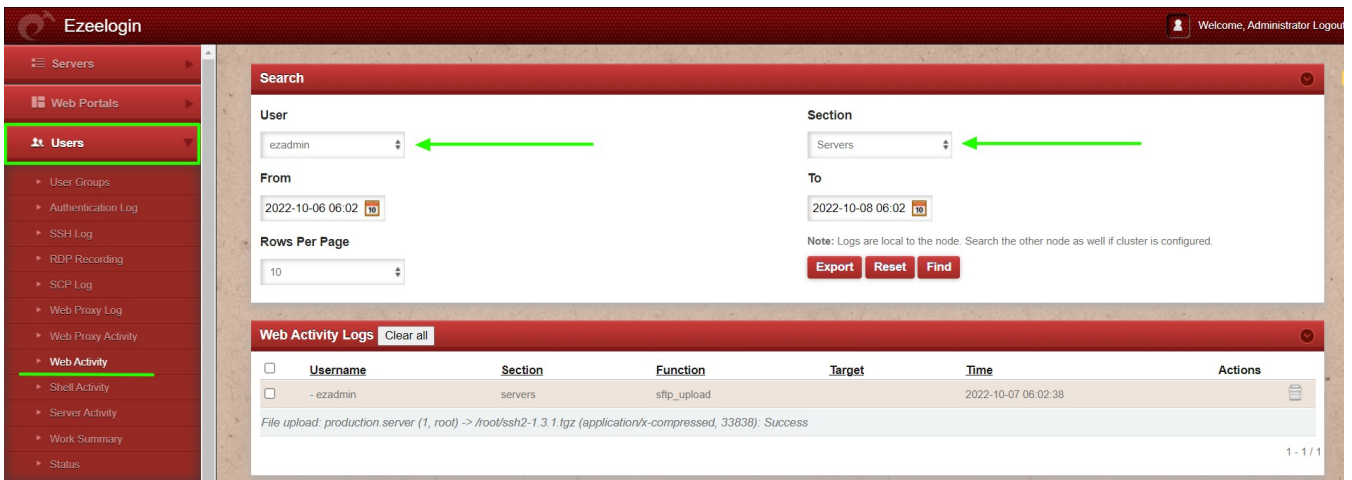 Ezeelogin
Welcome, Administrator Logout
Servers
Web Portals
Users
User Groups
Authentication Log
SSH Log
RDP Recording
SCP Log
Web Proxy Log
Web Proxy Activity
Web Activity
Shell Activity
Server Activity
Work Summary
Status
Search
User
Section
ezadmin
Servers
From
To
2022-10-06 06:02 10
2022-10-08 06:02 10
Rows Per Page
Note: Logs are local to the node. Search the other node as well if cluster is configured.
10
Export Reset Find
Web Activity Logs Clear all
Username Section Function Target Time Actions
- ezadmin servers sftp_upload 2022-10-07 06:02:38
File upload: production.server (1, root) -> /root/ssh2-1.3.1.tgz (application/x-compressed, 33838): Success
1 - 1 / 1